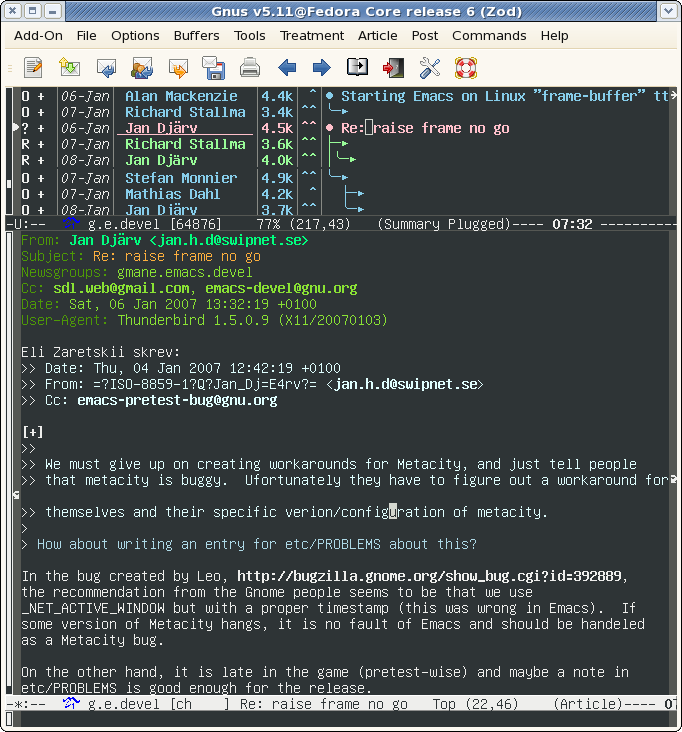 Gnus v5.11@Fedora Core release 6 (Zod)
Add-On File Options Buffers Tools Treatment Article Post Commands Help
O + 06-Jan Alan Mackenzie 4.4k ^ ● Starting Emacs on Linux ”frame-buffer” tt
O + 07-Jan Richard Stallma 3.4k ^^
? + 06-Jan Jan Djärv 4.5k ^^ ● Re: raise frame no go
R + 07-Jan Richard Stallma 3.6k ^^
R + 08-Jan Jan Djärv 4.0k ^^
O + 07-Jan Stefan Monnier 4.9k ^^
O + 07-Jan Mathias Dahl 4.2k ^
O + 08-Jan Jan Djärv 3.7k ^^
-U:-- g.e.devel [64876] 77% (217,43) (Summary Plugged)---- 07:32 ----------
From: Jan Djärv <jan.h.d@swipnet.se>
Subject: Re: raise frame no go
Newsgroups: gmane.emacs.devel
Cc: sdl.web@gmail.com, emacs-devel@gnu.org
Date: Sat, 06 Jan 2007 13:32:19 +0100
User-Agent: Thunderbird 1.5.0.9 (X11/20070103)
Eli Zaretskii skrev:
>> Date: Thu, 04 Jan 2007 12:42:19 +0100
>> From: =?ISO-8859-1?Q?Jan_Dj=E4rv?= <jan.h.d@swipnet.se>
>> Cc: emacs-pretest-bug@gnu.org
[+]
>>
>> We must give up on creating workarounds for Metacity, and just tell people
>> that metacity is buggy.  Ufortunately they have to figure out a workaround for
>> themselves and their specific verion/configuration of metacity.
>
> How about writing an entry for etc/PROBLEMS about this?
In the bug created by Leo, http://bugzilla.gnome.org/show_bug.cgi?id=392889,
the recommendation from the Gnome people seems to be that we use
_NET_ACTIVE_WINDOW but with a proper timestamp (this was wrong in Emacs).  If
some version of Metacity hangs, it is no fault of Emacs and should be handeled
as a Metacity bug.
On the other hand, it is late in the game (pretest-wise) and maybe a note in
etc/PROBLEMS is good enough for the release.
-*:-- g.e.devel [ch    ] Re: raise frame no go Top (22,46) (Article)---- 07